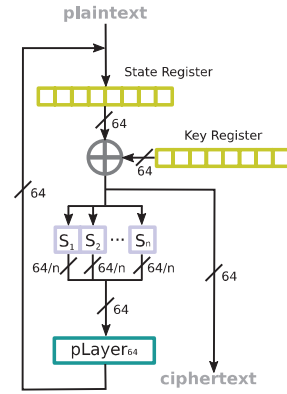 plaintext
State Register
64
Key Register
64
64
S1 S2 ... Sn
64/n 64/n 64/n
64
64
pLayer64
ciphertext